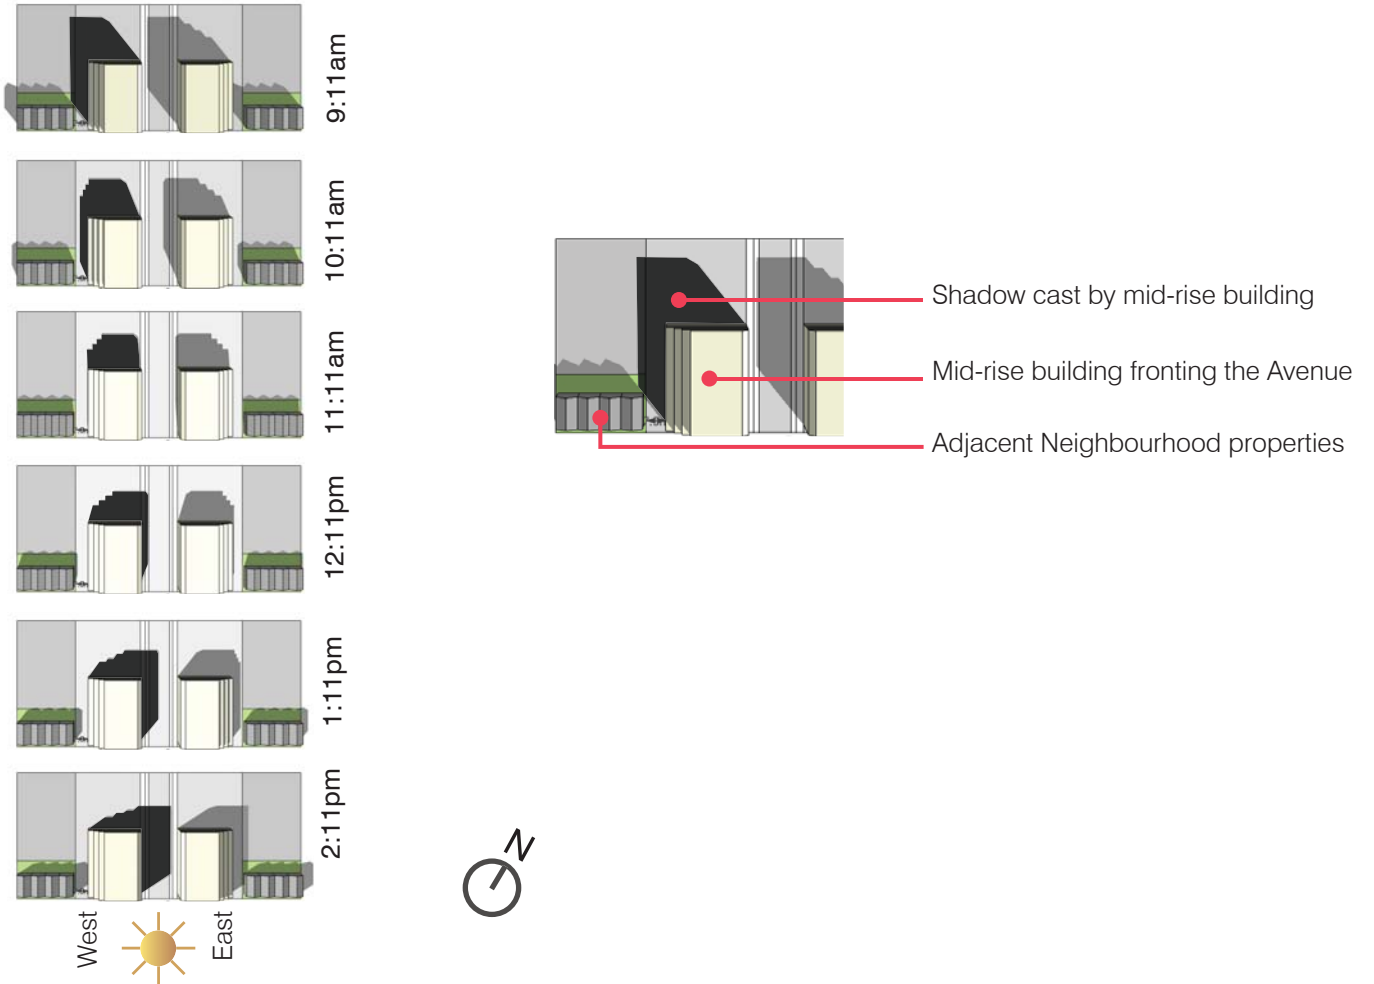 9:11am
10:11am
11:11am
12:11pm
1:11pm
2:11pm
West
East
N
Shadow cast by mid-rise building
Mid-rise building fronting the Avenue
Adjacent Neighbourhood properties